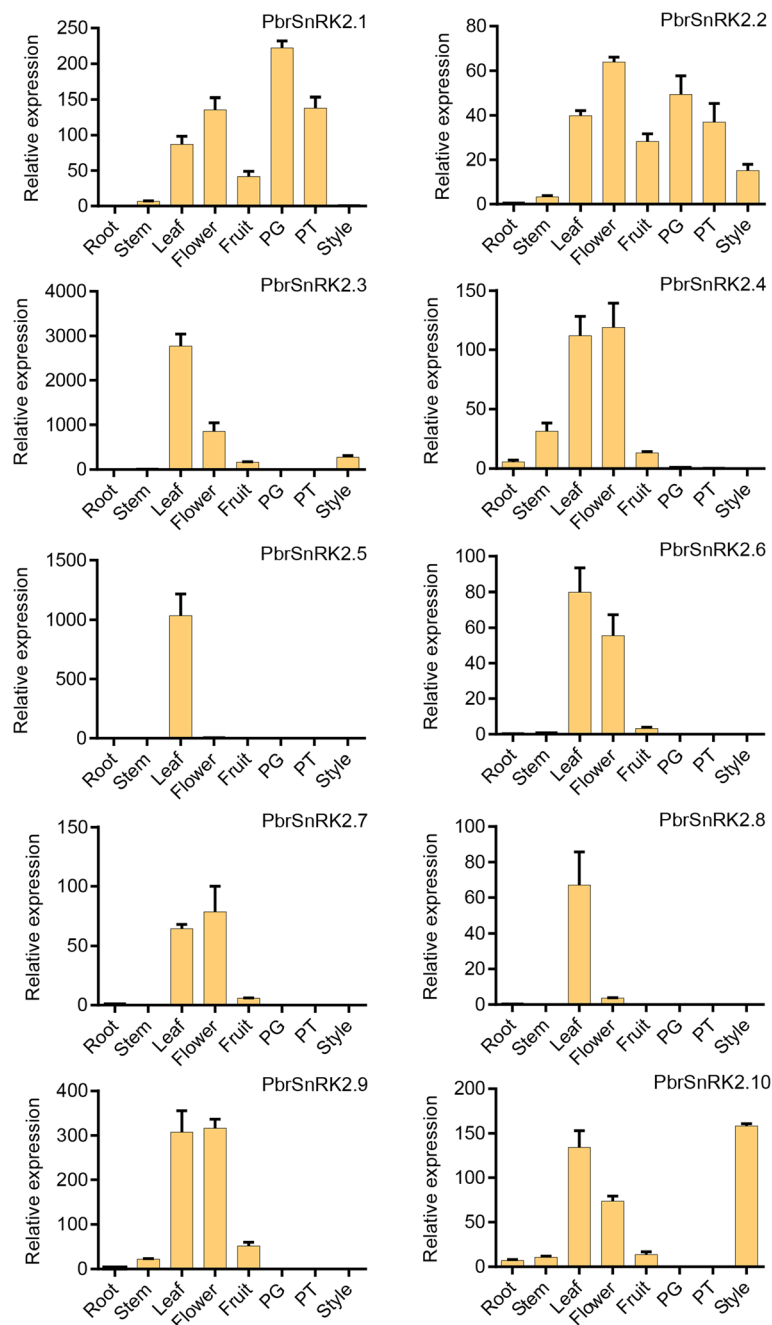 PbrSnRK2.1
Relative expression
250
200
150
100
50
0
Root Stem Leaf Flower Fruit PG PT Style
PbrSnRK2.2
Relative expression
80
60
40
20
0
Root Stem Leaf Flower Fruit PG PT Style
PbrSnRK2.3
Relative expression
4000
3000
2000
1000
0
Root Stem Leaf Flower Fruit PG PT Style
PbrSnRK2.4
Relative expression
150
100
50
0
Root Stem Leaf Flower Fruit PG PT Style
PbrSnRK2.5
Relative expression
1500
1000
500
0
Root Stem Leaf Flower Fruit PG PT Style
PbrSnRK2.6
Relative expression
100
80
60
40
20
0
Root Stem Leaf Flower Fruit PG PT Style
PbrSnRK2.7
Relative expression
150
100
50
0
Root Stem Leaf Flower Fruit PG PT Style
PbrSnRK2.8
Relative expression
100
80
60
40
20
0
Root Stem Leaf Flower Fruit PG PT Style
PbrSnRK2.9
Relative expression
400
300
200
100
0
Root Stem Leaf Flower Fruit PG PT Style
PbrSnRK2.10
Relative expression
200
150
100
50
0
Root Stem Leaf Flower Fruit PG PT Style